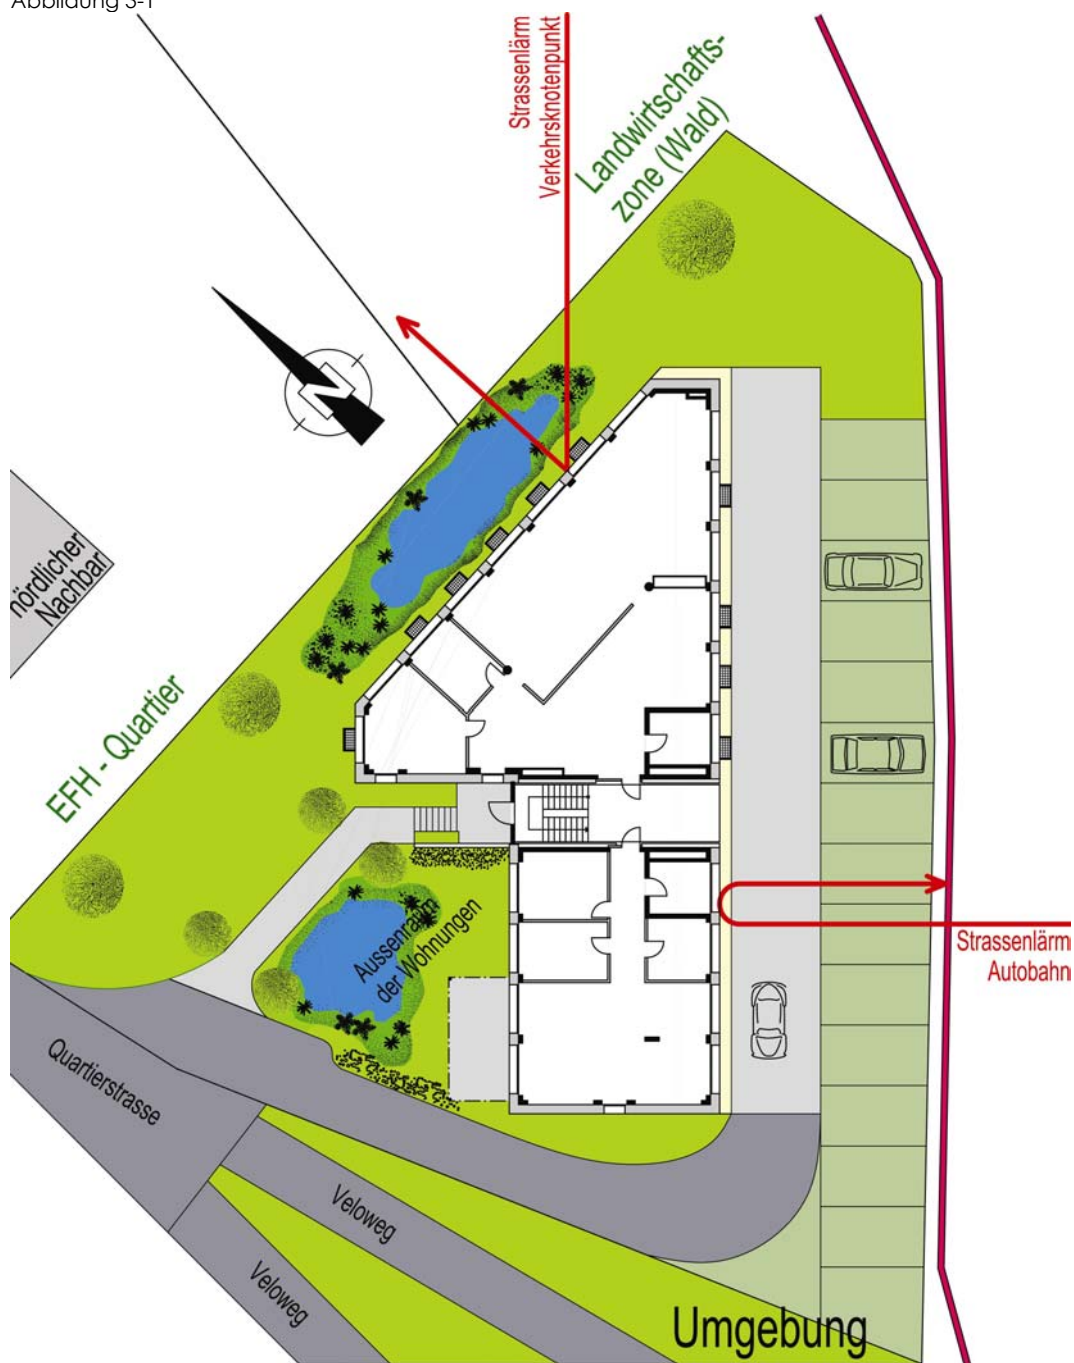 Abbildung 3-1
Strassenlärm
Verkehrsknotenpunkt
Landwirtschafts-
zone (Wald)
N
nördlicher
Nachbar
EFH - Quartier
Aussenraum
der Wohnungen
Strassenlärm
Autobahn
Quartierstrasse
Veloweg
Veloweg
Umgebung